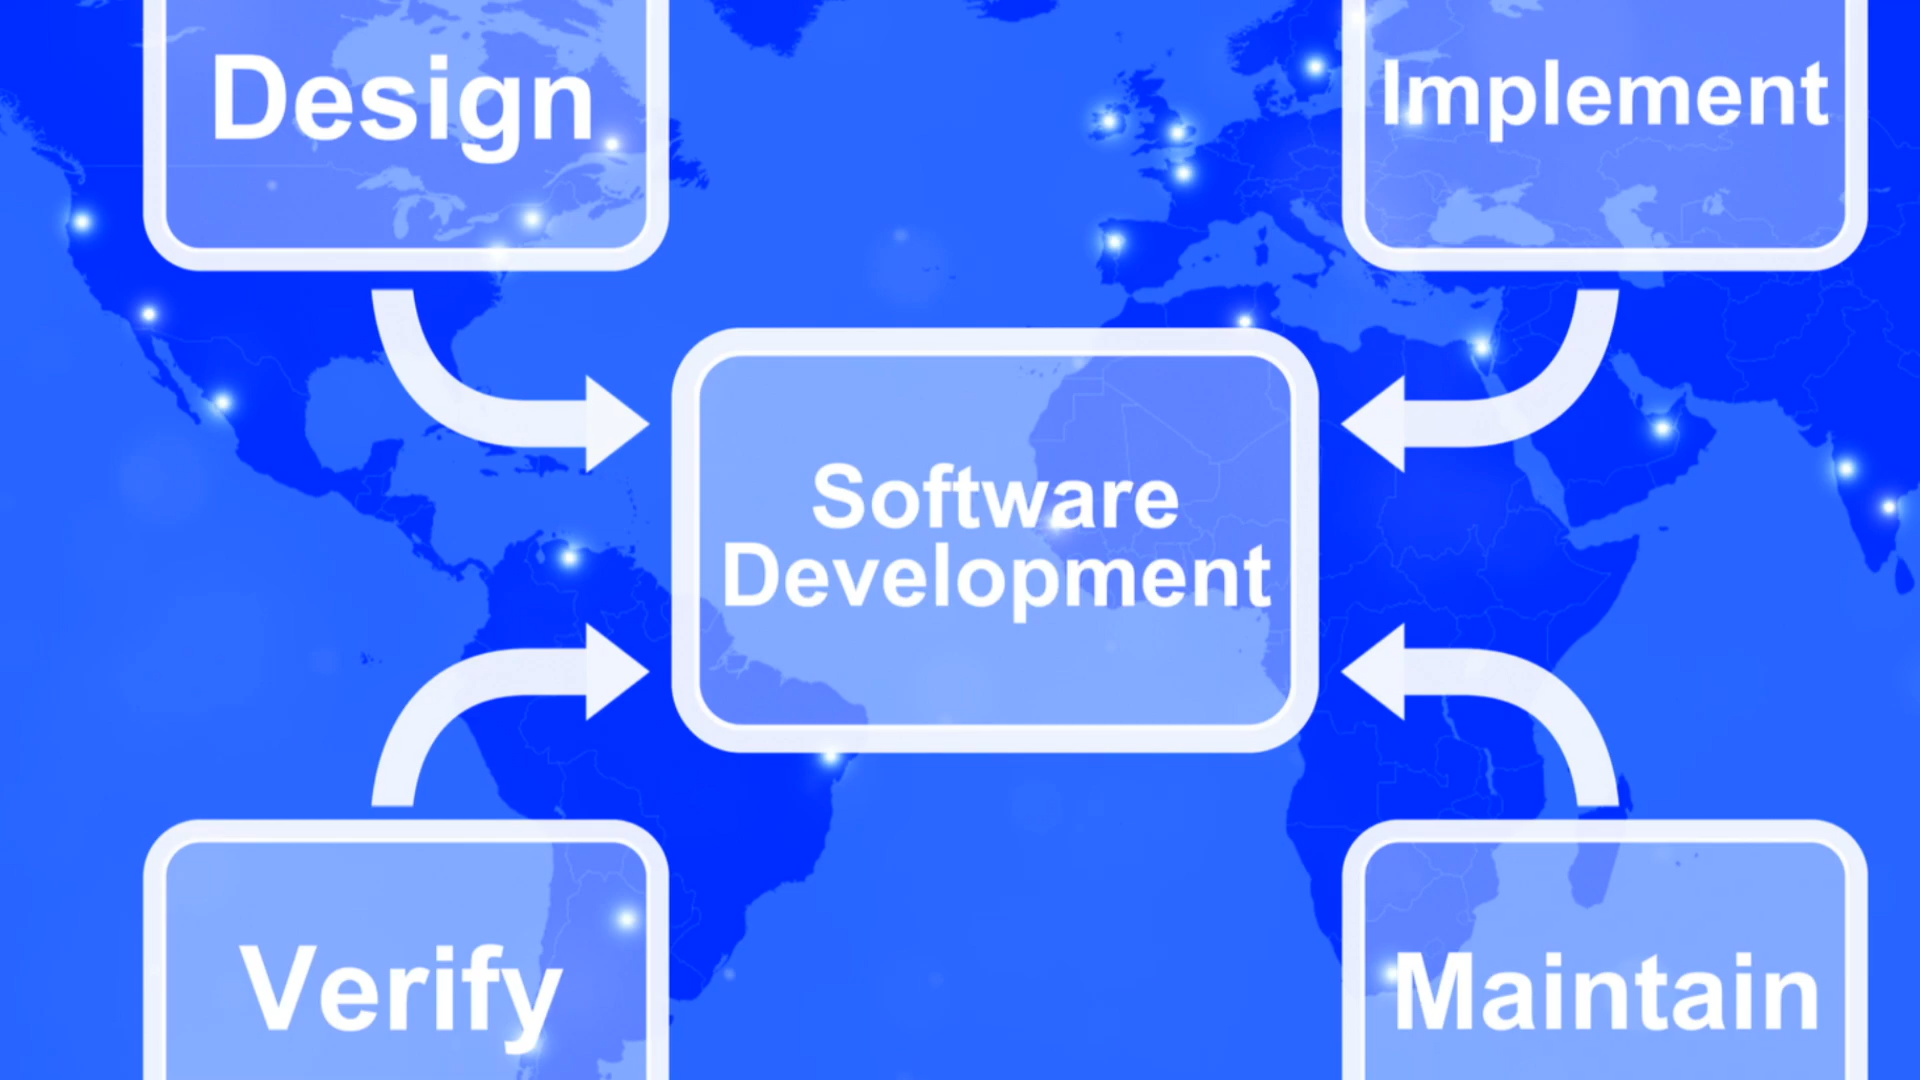 Design
Implement
Software
Development
Verify
Maintain